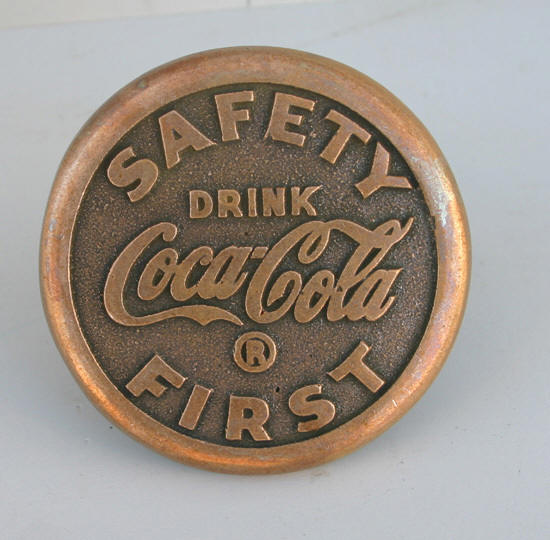 SAFETY
DRINK
Coca-Cola
®
FIRST